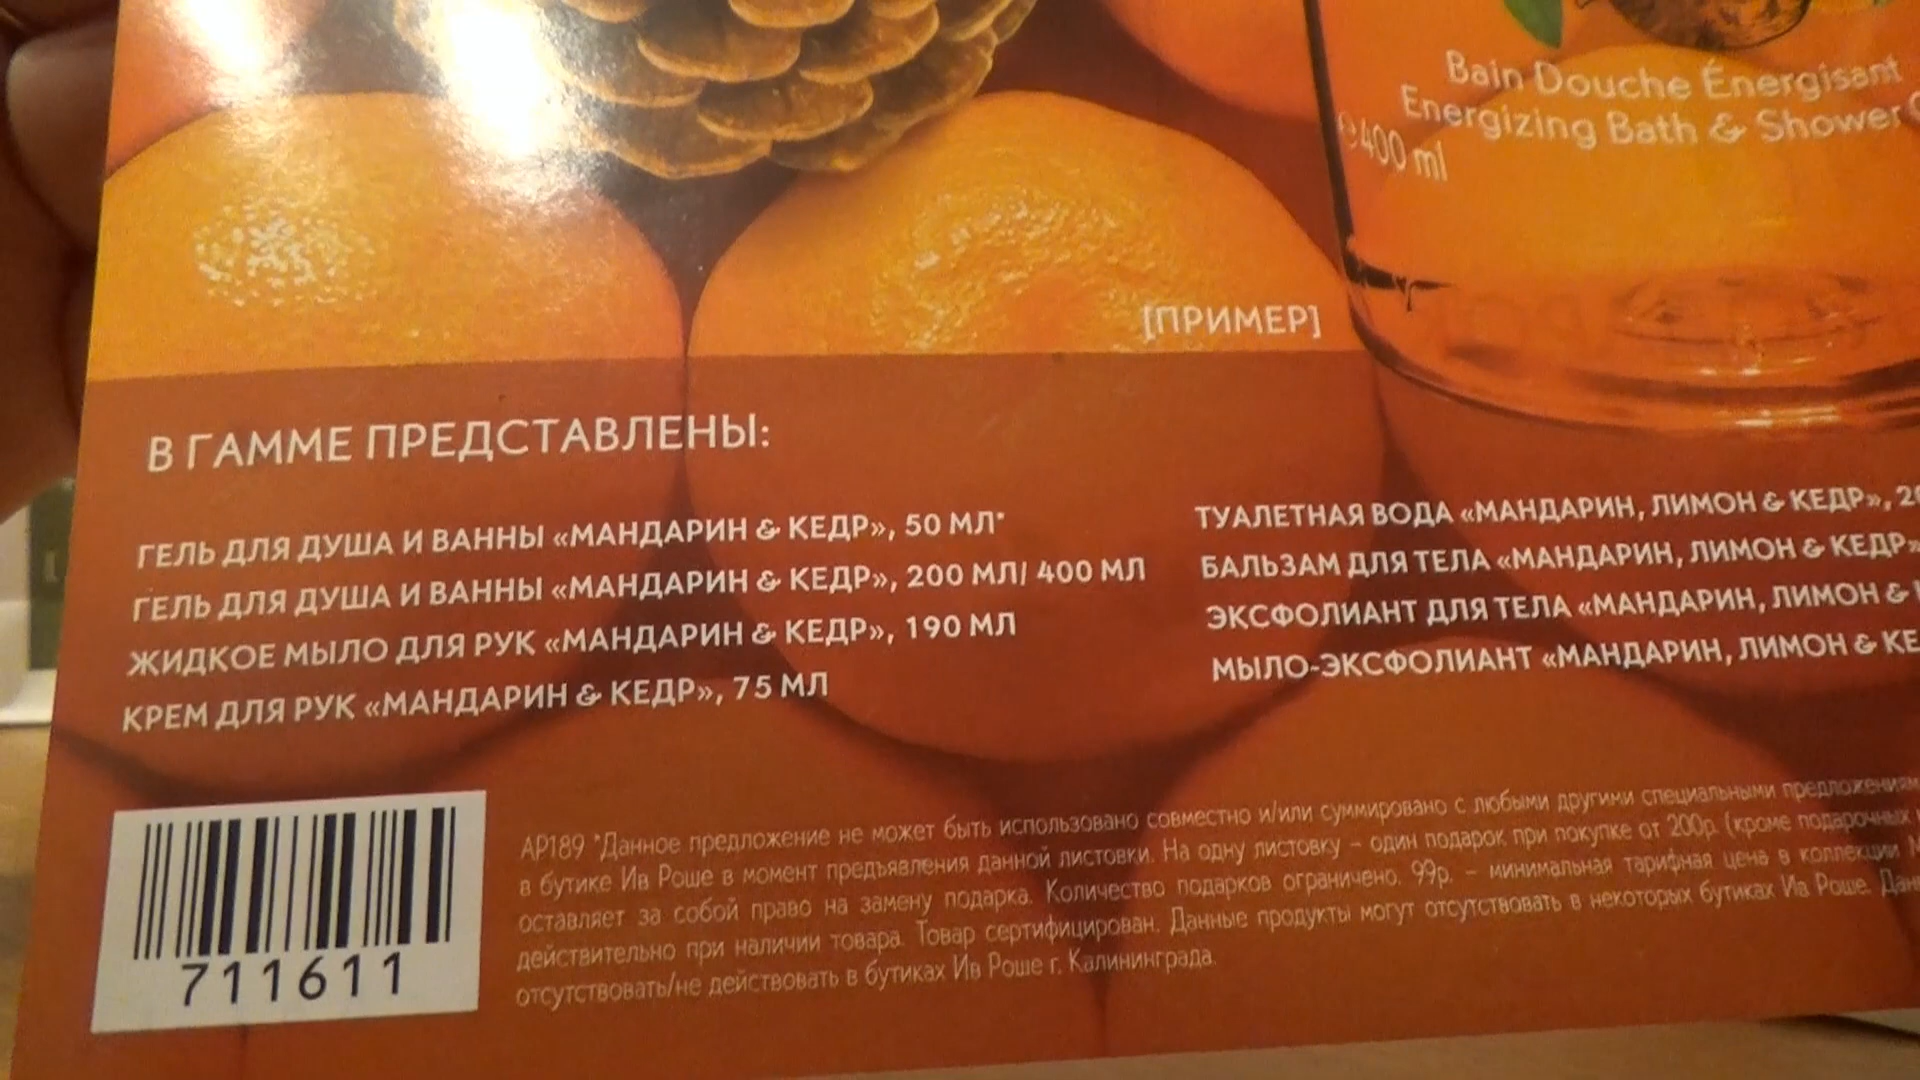 Bain Douche Énergisant
Energizing Bath & Shower
e400 ml
[ПРИМЕР]
В ГАММЕ ПРЕДСТАВЛЕНЫ:
ГЕЛЬ ДЛЯ ДУША И ВАННЫ «МАНДАРИН & КЕДР», 50 МЛ*
ГЕЛЬ ДЛЯ ДУША И ВАННЫ «МАНДАРИН & КЕДР», 200 МЛ/ 400 МЛ
ЖИДКОЕ МЫЛО ДЛЯ РУК «МАНДАРИН & КЕДР», 190 МЛ
КРЕМ ДЛЯ РУК «МАНДАРИН & КЕДР», 75 МЛ
ТУАЛЕТНАЯ ВОДА «МАНДАРИН, ЛИМОН & КЕДР»,
БАЛЬЗАМ ДЛЯ ТЕЛА «МАНДАРИН, ЛИМОН & КЕДР»
ЭКСФОЛИАНТ ДЛЯ ТЕЛА «МАНДАРИН, ЛИМОН &
МЫЛО-ЭКСФОЛИАНТ «МАНДАРИН, ЛИМОН & КЕ
711611
АР189 *Данное предложение не может быть использовано совместно и/или суммировано с любыми другими специальными предложениям
в бутике Ив Роше в момент предъявления данной листовки. На одну листовку – один подарок при покупке от 200р. (кроме подарочных
оставляет за собой право на замену подарка. Количество подарков ограничено. 99р. – минимальная тарифная цена в коллекции
действительно при наличии товара. Товар сертифицирован. Данные продукты могут отсутствовать в некоторых бутиках Ив Роше. Дан
отсутствовать/не действовать в бутиках Ив Роше г. Калининграда.